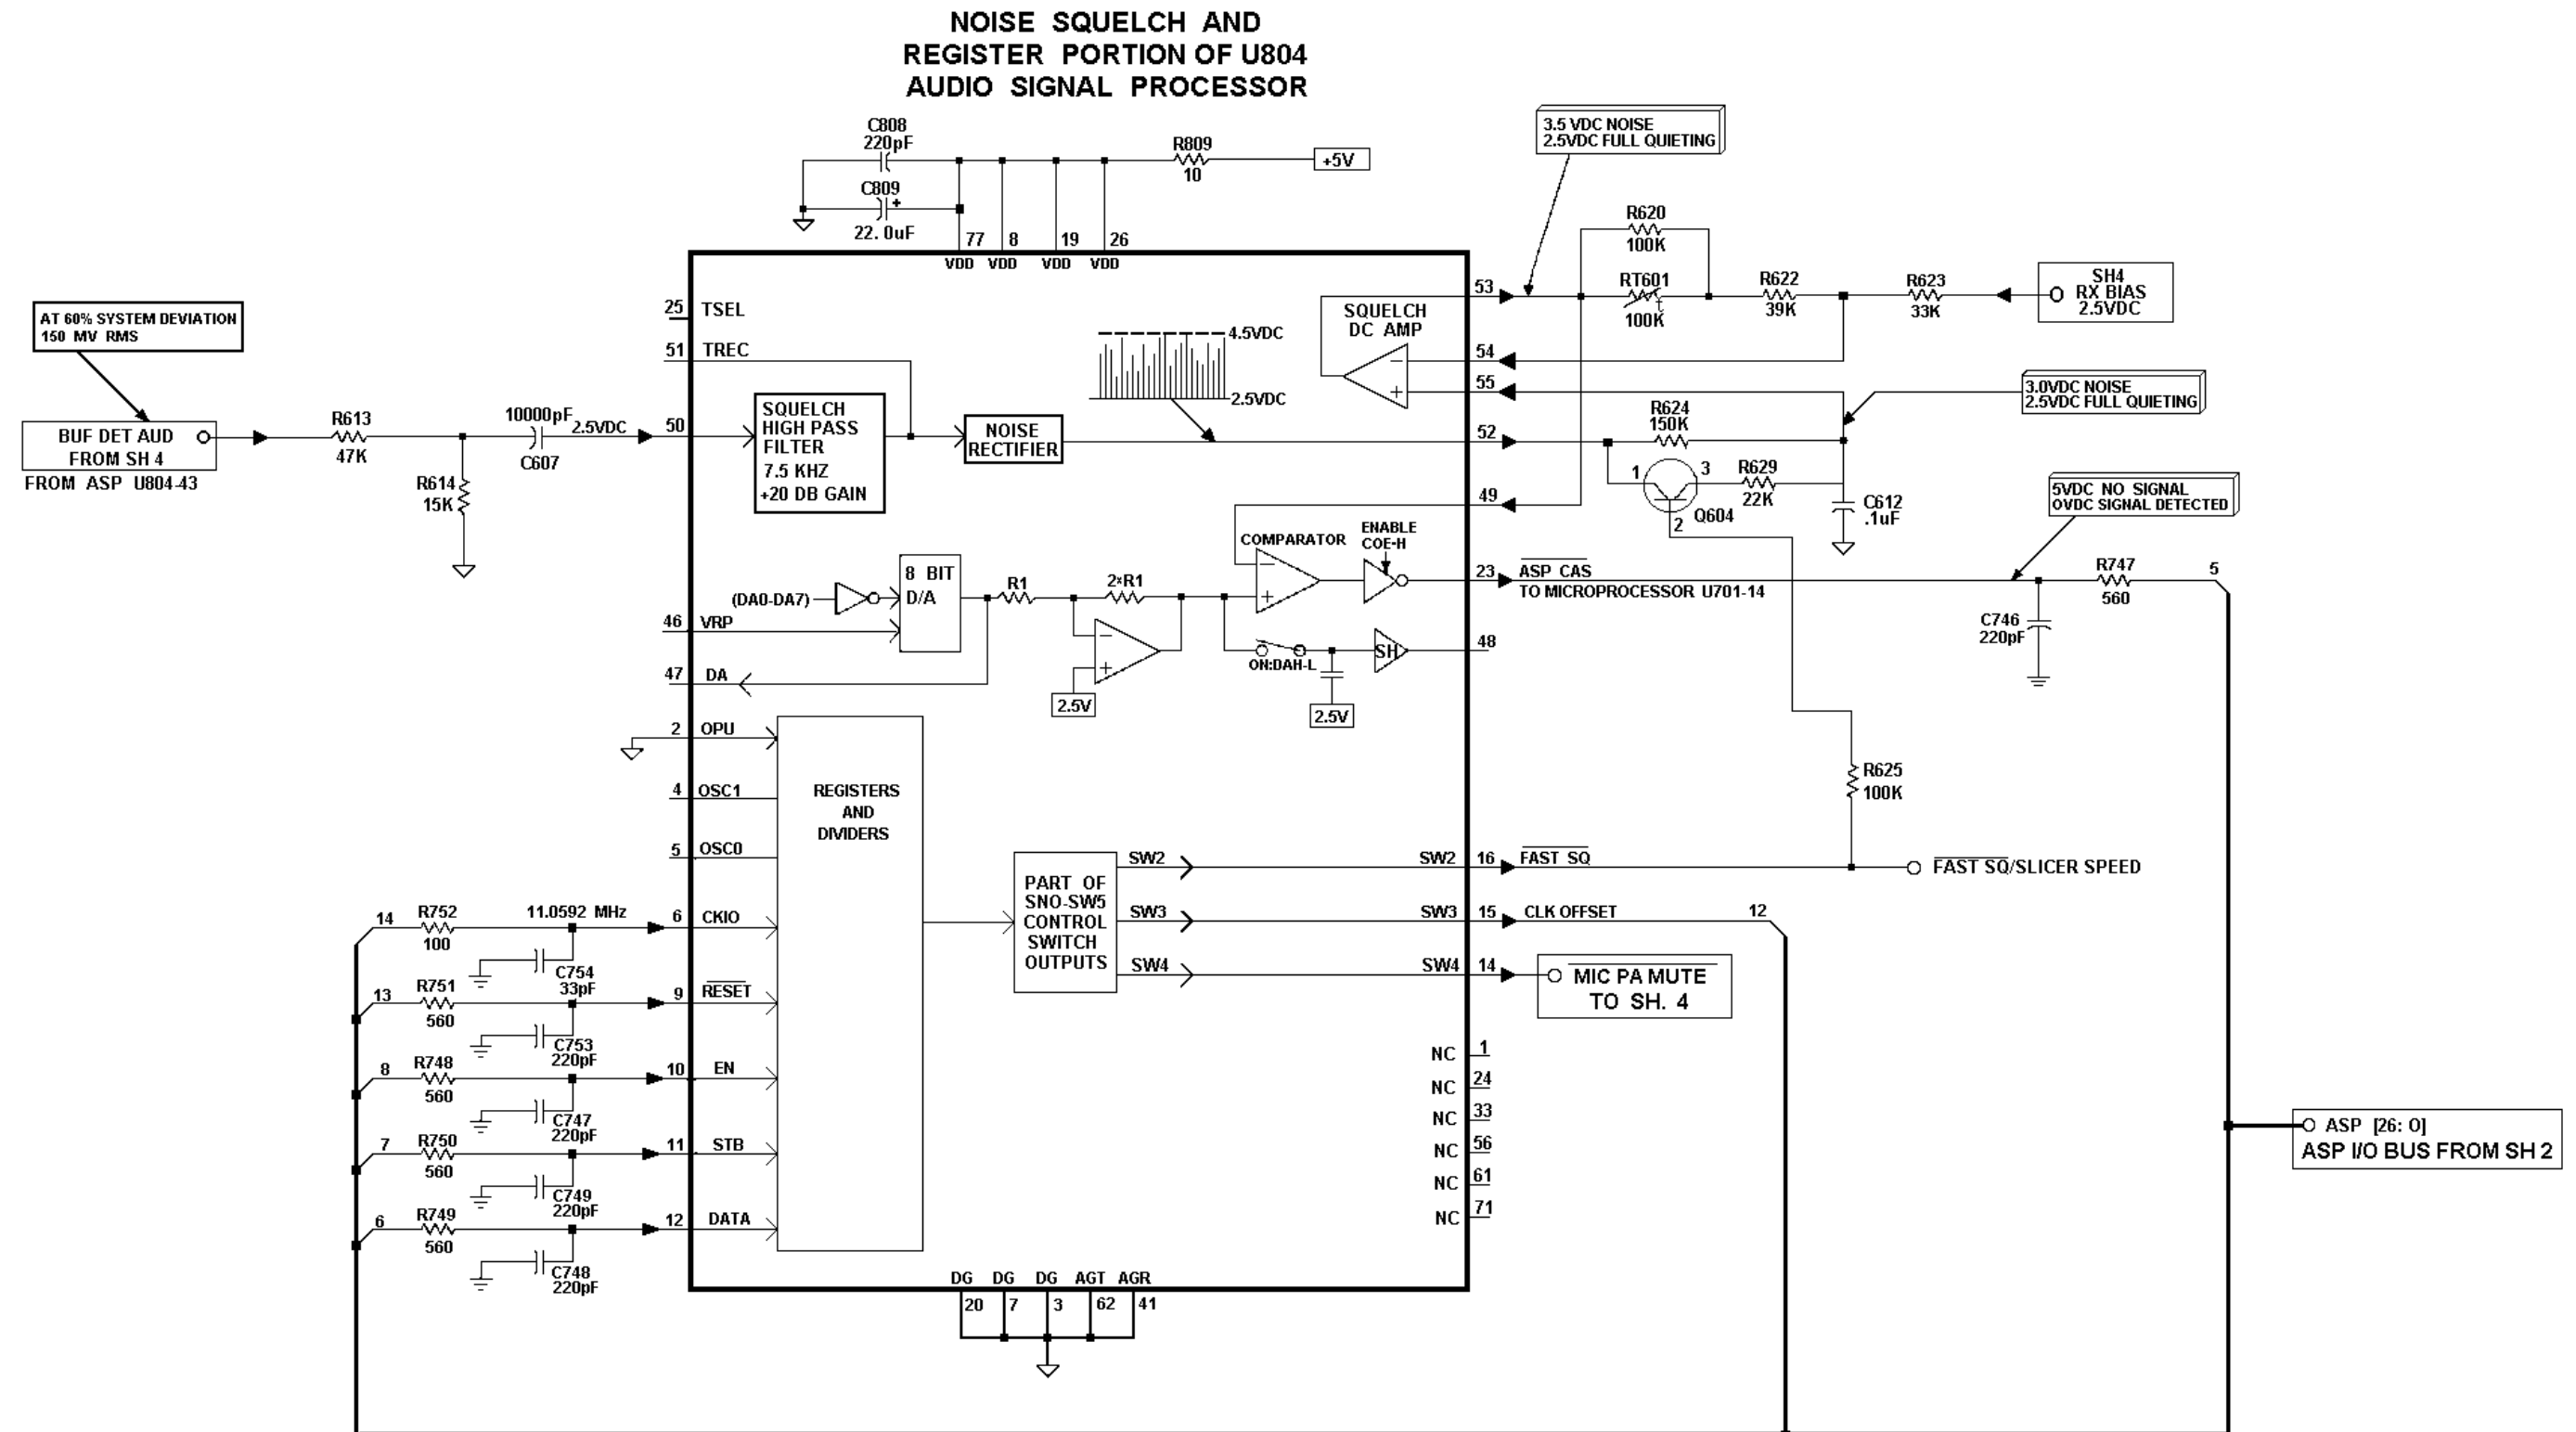 NOISE SQUELCH AND
REGISTER PORTION OF U804
AUDIO SIGNAL PROCESSOR
C808
220pF
R809
10
+5V
C809
+
22.0uF
77
8
19
26
VDD
VDD
VDD
VDD
3.5 VDC NOISE
2.5VDC FULL QUIETING
R620
100K
RT601
t
100K
R622
39K
R623
33K
SH4
RX BIAS
2.5VDC
AT 60% SYSTEM DEVIATION
150 MV RMS
BUF DET AUD
FROM SH 4
FROM ASP U804-43
R613
47K
R614
15K
10000pF
C607
2.5VDC
25
TSEL
51
TREC
50
SQUELCH
HIGH PASS
FILTER
7.5 KHZ
+20 DB GAIN
NOISE
RECTIFIER
4.5VDC
2.5VDC
SQUELCH
DC AMP
−
+
53
54
55
52
49
3.0VDC NOISE
2.5VDC FULL QUIETING
R624
150K
1
3
2
Q604
R629
22K
C612
.1uF
5VDC NO SIGNAL
0VDC SIGNAL DETECTED
(DA0-DA7)
8 BIT
D/A
R1
2*R1
−
+
2.5V
COMPARATOR
−
+
ENABLE
COE-H
23
ASP CAS
TO MICROPROCESSOR U701-14
R747
560
5
C746
220pF
46
VRP
47
DA
ON:DAH-L
SH
48
2.5V
2
OPU
4
OSC1
5
OSC0
REGISTERS
AND
DIVIDERS
R625
100K
PART OF
SNO-SW5
CONTROL
SWITCH
OUTPUTS
SW2
SW2
16
FAST SQ
FAST SQ/SLICER SPEED
SW3
SW3
15
CLK OFFSET
12
SW4
SW4
14
MIC PA MUTE
TO SH. 4
14
R752
100
11.0592 MHz
6
CKIO
C754
33pF
13
R751
560
9
RESET
C753
220pF
8
R748
560
10
EN
C747
220pF
7
R750
560
11
STB
C749
220pF
6
R749
560
12
DATA
C748
220pF
NC
1
NC
24
NC
33
NC
56
NC
61
NC
71
ASP [26: 0]
ASP I/O BUS FROM SH 2
DG
DG
DG
AGT
AGR
20
7
3
62
41